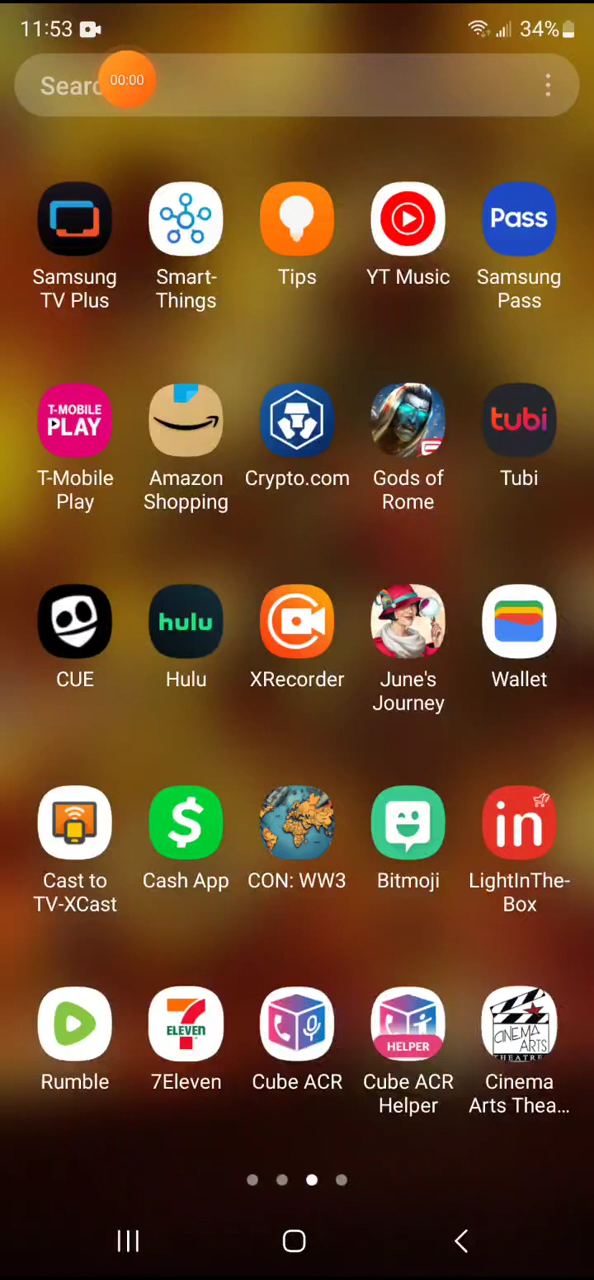 11:53
34%
Searc
00:00
Samsung
TV Plus
Smart-
Things
Tips
YT Music
Pass
Samsung
Pass
T-MOBILE
PLAY
T-Mobile
Play
Amazon
Shopping
Crypto.com
Gods of
Rome
tubi
Tubi
CUE
hulu
Hulu
XRecorder
June's
Journey
Wallet
Cast to
TV-XCast
$
Cash App
CON: WW3
Bitmoji
in
LightInThe-
Box
Rumble
7
ELEVEN
7Eleven
Cube ACR
HELPER
Cube ACR
Helper
CINEMA
ARTS
THEATRE
Cinema
Arts Thea...